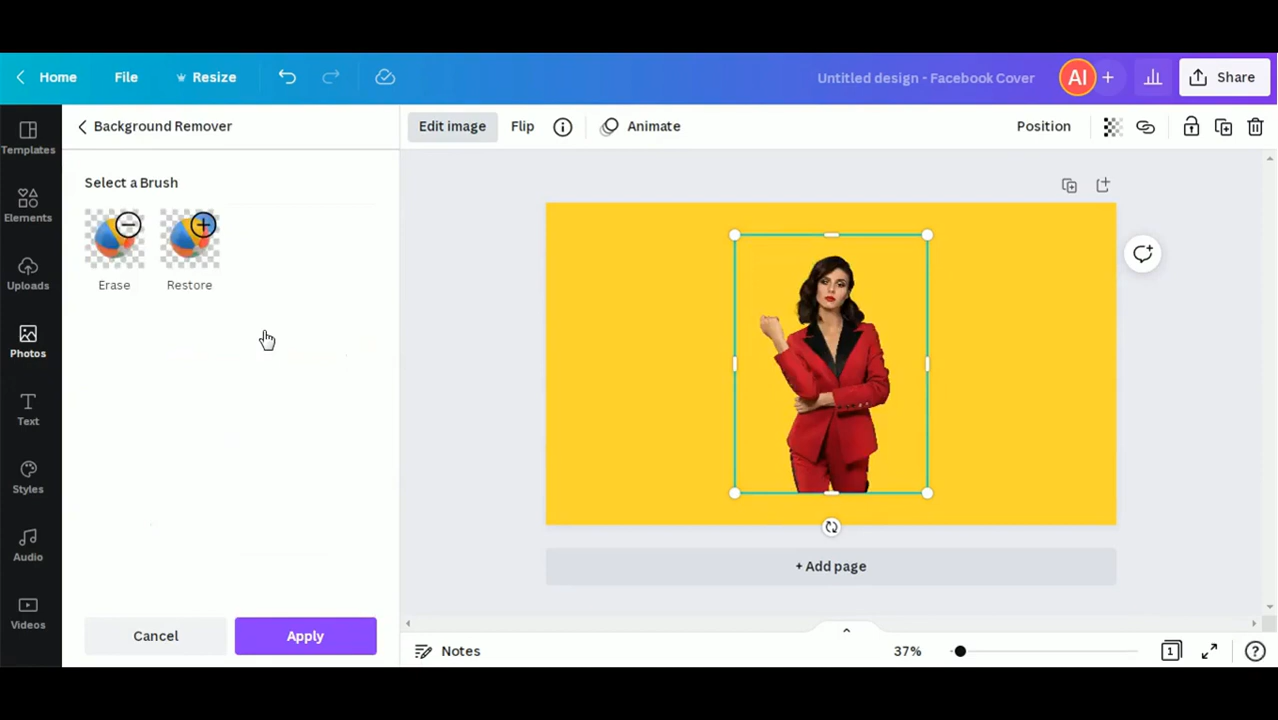 Home File Resize Untitled design - Facebook Cover AI + Share
Background Remover Edit image Flip Animate Position
Templates
Select a Brush
Elements
Erase Restore
Uploads
Photos
Text
Styles
Audio
+ Add page
Videos
Cancel Apply
Notes 37% 1 ?